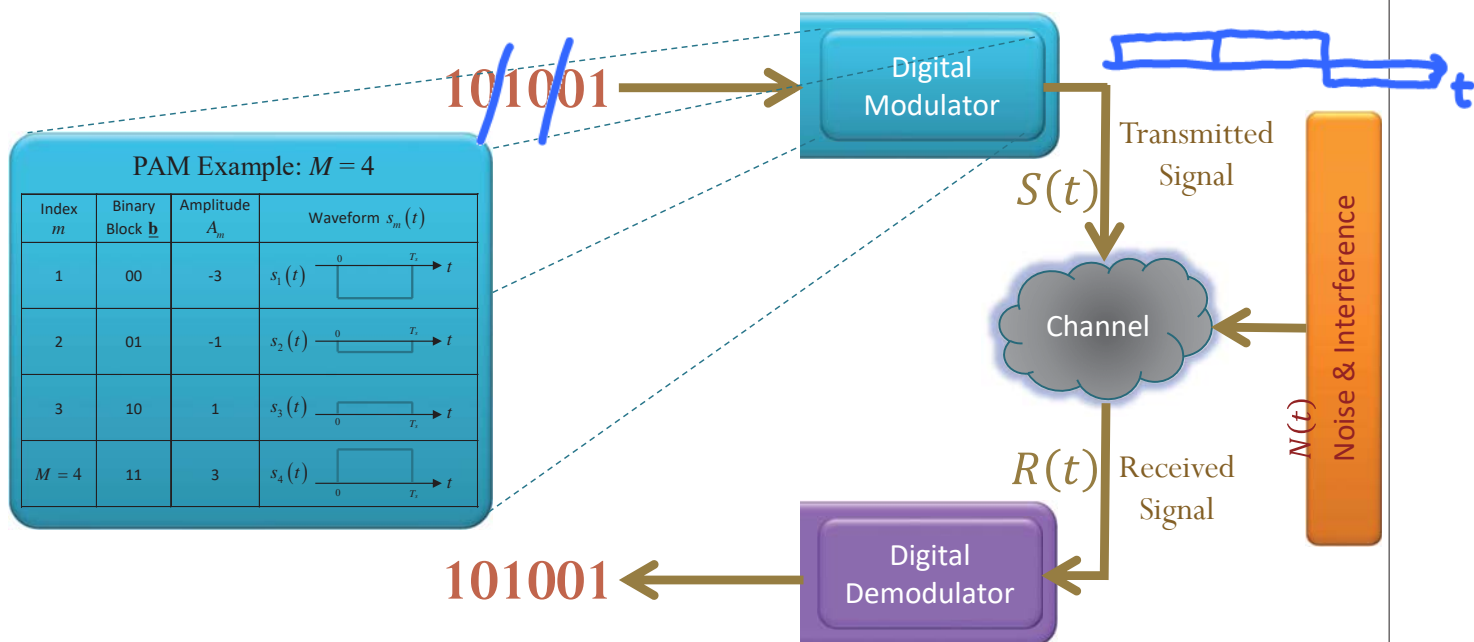 101001
Digital
Modulator
t
Transmitted
Signal
S(t)
PAM Example: M = 4
Index m Binary Block b Amplitude A_m Waveform s_m(t)
1 00 -3 s_1(t) 0 T_s t
2 01 -1 s_2(t) 0 T_s t
3 10 1 s_3(t) 0 T_s t
M = 4 11 3 s_4(t) 0 T_s t
Channel
N(t)
Noise & Interference
R(t)
Received
Signal
Digital
Demodulator
101001